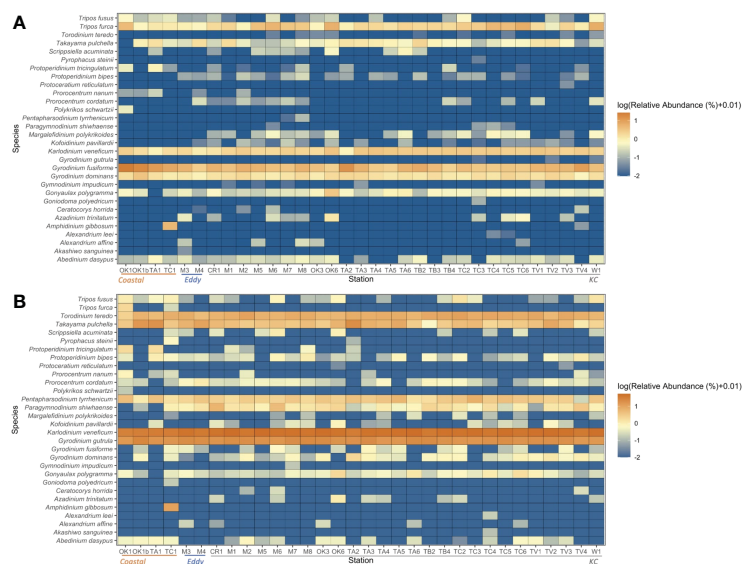 A
Tripos fusus
Tripos furca
Torodinium teredo
Takayama pulchella
Scrippsiella acuminata
Pyrophacus steinii
Protoperidinium tricingulatum
Protoperidinium bipes
Protoceratium reticulatum
Prorocentrum nanum
Prorocentrum cordatum
Polykrikos schwartzii
Pentapharsodinium tyrrhenicum
Paragymnodinium shiwhaense
Margalefidinium polykrikoides
Kofoidinium pavillardii
Karlodinium veneficum
Gyrodinium gutrula
Gyrodinium fusiforme
Gyrodinium dominans
Gymnodinium impudicum
Gonyaulax polygramma
Goniodoma polyedricum
Ceratocorys horrida
Azadinium trinitatum
Amphidinium gibbosum
Alexandrium leei
Alexandrium affine
Akashiwo sanguinea
Abedinium dasypus
Species
OK1 OK1b TA1 TC1 M3 M4 CR1 M1 M2 M5 M6 M7 M8 OK3 OK6 TA2 TA3 TA4 TA5 TA6 TB2 TB3 TB4 TC2 TC3 TC4 TC5 TC6 TV1 TV2 TV3 TV4 W1
Coastal Eddy Station KC
log(Relative Abundance (%)+0.01)
1
0
-1
-2
B
Tripos fusus
Tripos furca
Torodinium teredo
Takayama pulchella
Scrippsiella acuminata
Pyrophacus steinii
Protoperidinium tricingulatum
Protoperidinium bipes
Protoceratium reticulatum
Prorocentrum nanum
Prorocentrum cordatum
Polykrikos schwartzii
Pentapharsodinium tyrrhenicum
Paragymnodinium shiwhaense
Margalefidinium polykrikoides
Kofoidinium pavillardii
Karlodinium veneficum
Gyrodinium gutrula
Gyrodinium fusiforme
Gyrodinium dominans
Gymnodinium impudicum
Gonyaulax polygramma
Goniodoma polyedricum
Ceratocorys horrida
Azadinium trinitatum
Amphidinium gibbosum
Alexandrium leei
Alexandrium affine
Akashiwo sanguinea
Abedinium dasypus
Species
OK1 OK1b TA1 TC1 M3 M4 CR1 M1 M2 M5 M6 M7 M8 OK3 OK6 TA2 TA3 TA4 TA5 TA6 TB2 TB4 TC2 TC3 TC4 TC5 TC6 TV1 TV2 TV3 TV4 W1
Coastal Eddy Station KC
log(Relative Abundance (%)+0.01)
1
0
-1
-2